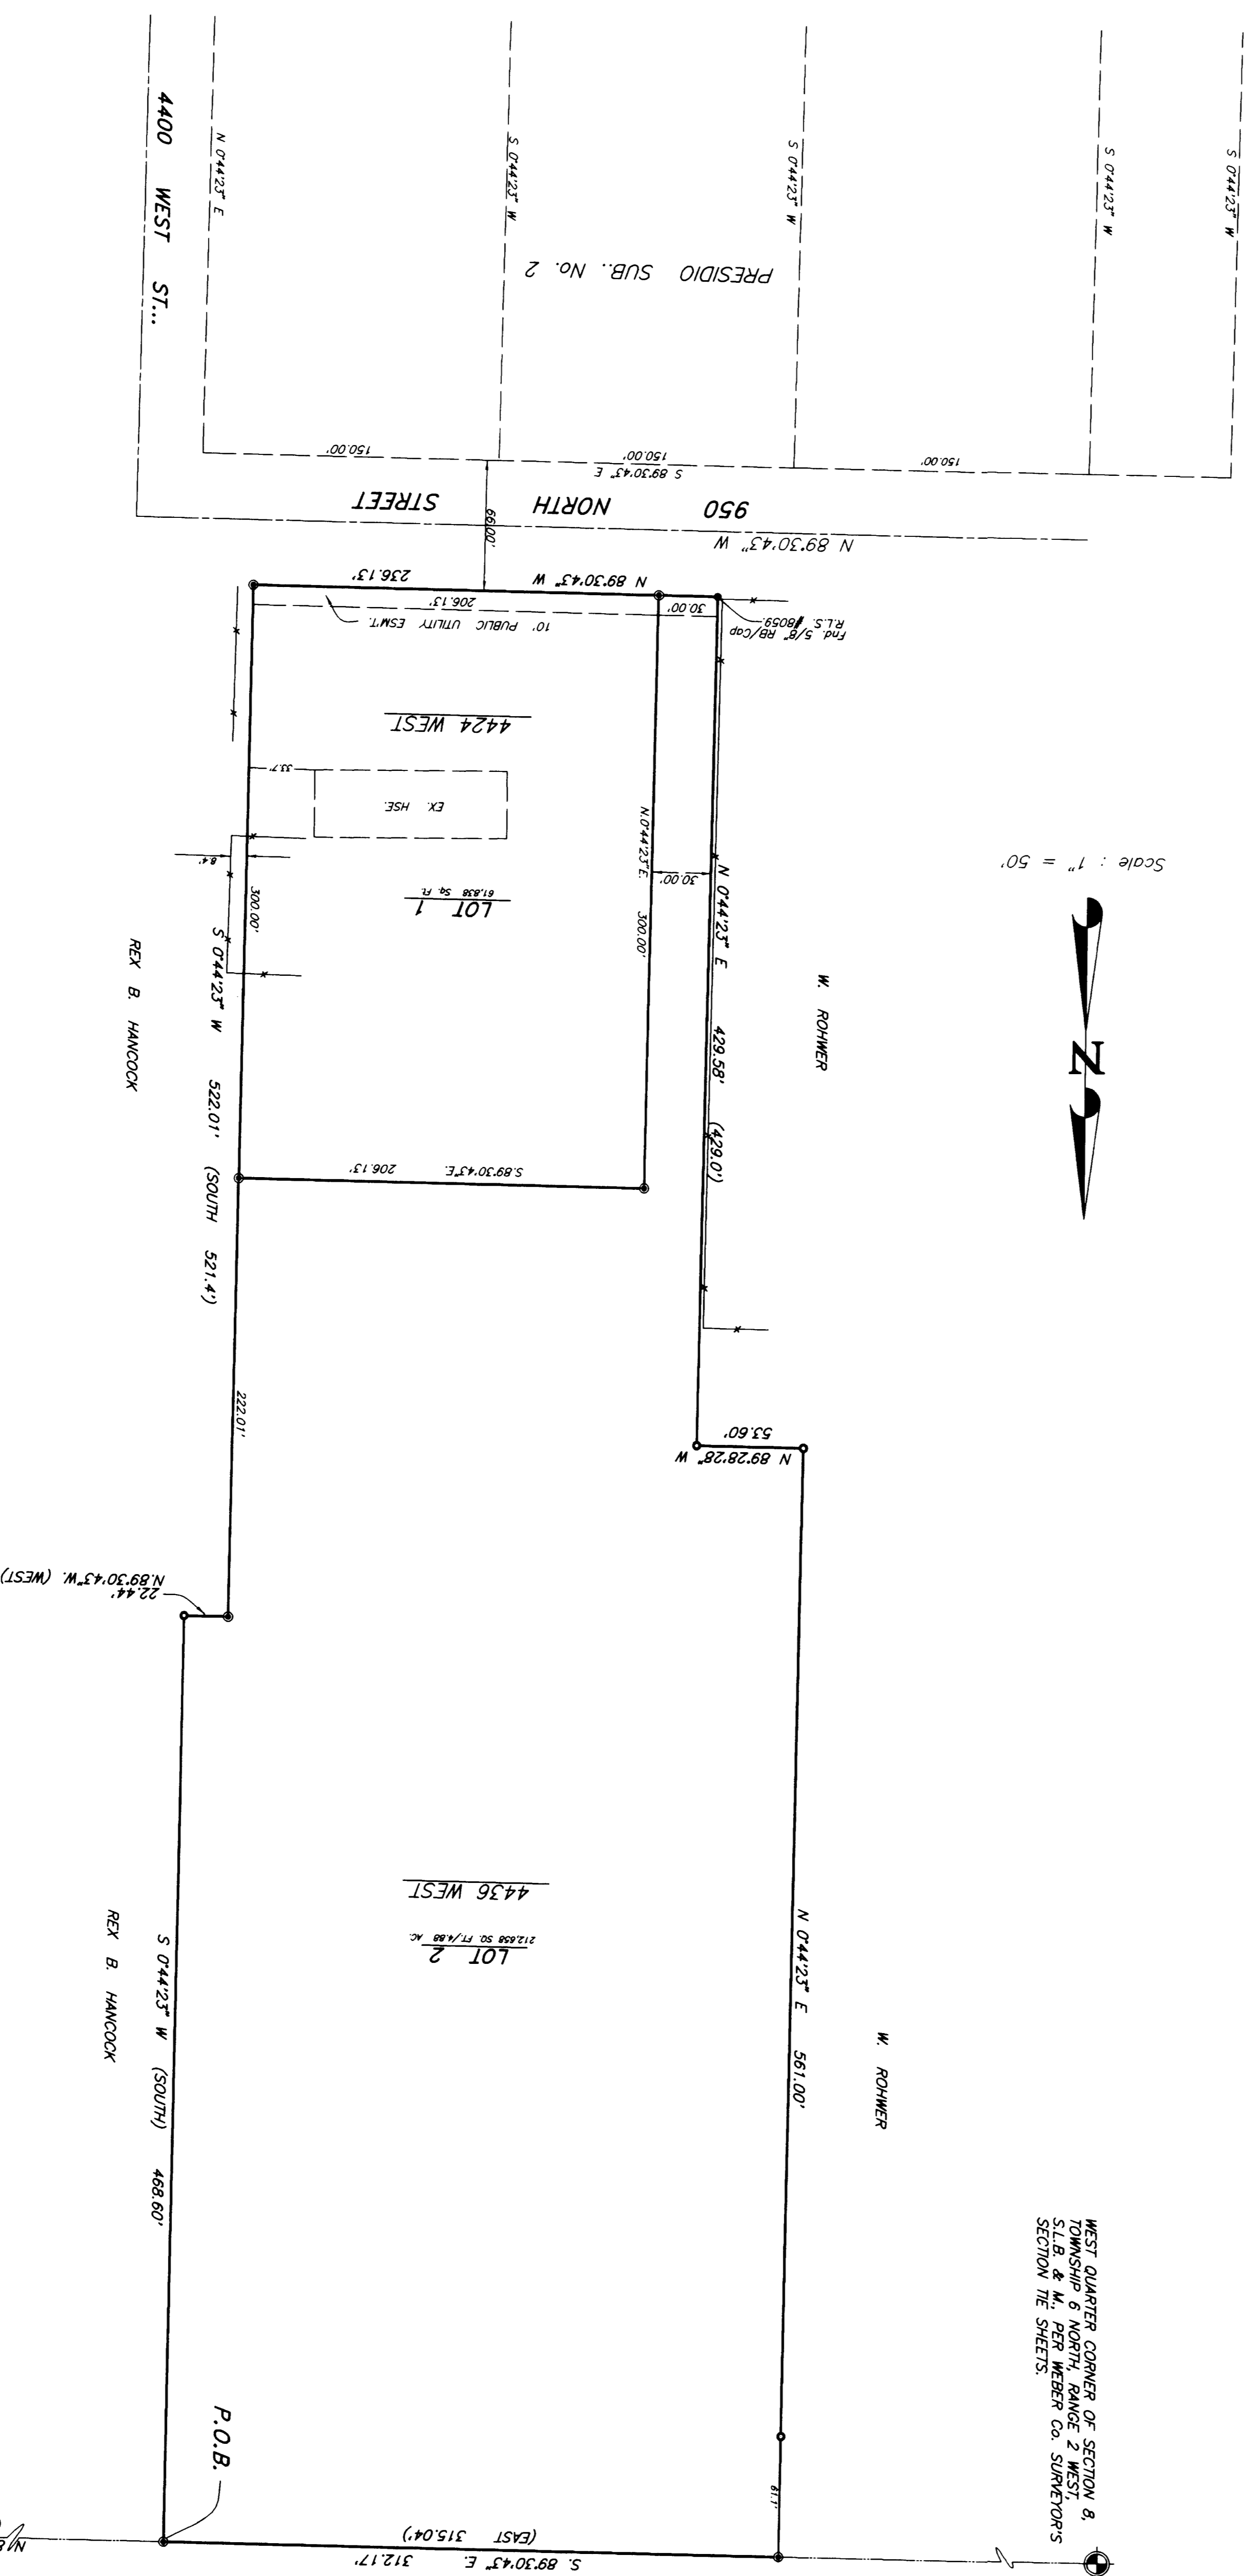 WEST QUARTER CORNER OF SECTION 8,
TOWNSHIP 6 NORTH, RANGE 2 WEST,
S.L.B. & M., PER WEBER Co. SURVEYOR'S
SECTION TIE SHEETS.
S. 89°30'43" E. 312.17'
(EAST 315.04')
P.O.B.
61.1'
N 0°44'23" E 561.00'
W. ROHWER
S 0°44'23" W (SOUTH) 468.60'
REX B. HANCOCK
LOT 2
212,658 SQ. FT./4.88 AC.
4436 WEST
22.44'
N.89°30'43"W. (WEST)
N 89°28'28" W
53.60'
222.01'
S 0°44'23" W 522.01' (SOUTH 521.4')
REX B. HANCOCK
N 0°44'23" E 429.58' (429.0')
W. ROHWER
S.89°30'43"E. 206.13'
N.0°44'23"E. 300.00'
30.00'
300.00'
LOT 1
61,838 Sq. Ft.
8.4'
EX. HSE.
33.7'
4424 WEST
10' PUBLIC UTILITY ESM'T.
206.13'
30.00'
Fnd. 5/8" RB/Cap
R.L.S. #8059
N 89°30'43" W 236.13'
66.00'
N 89°30'43" W
950 NORTH STREET
S 89°30'43" E
150.00'
150.00'
150.00'
PRESIDIO SUB.. No. 2
S 0°44'23" W
S 0°44'23" W
S 0°44'23" W
S 0°44'23" W
N 0°44'23" E
4400 WEST ST...
Scale : 1" = 50'
N